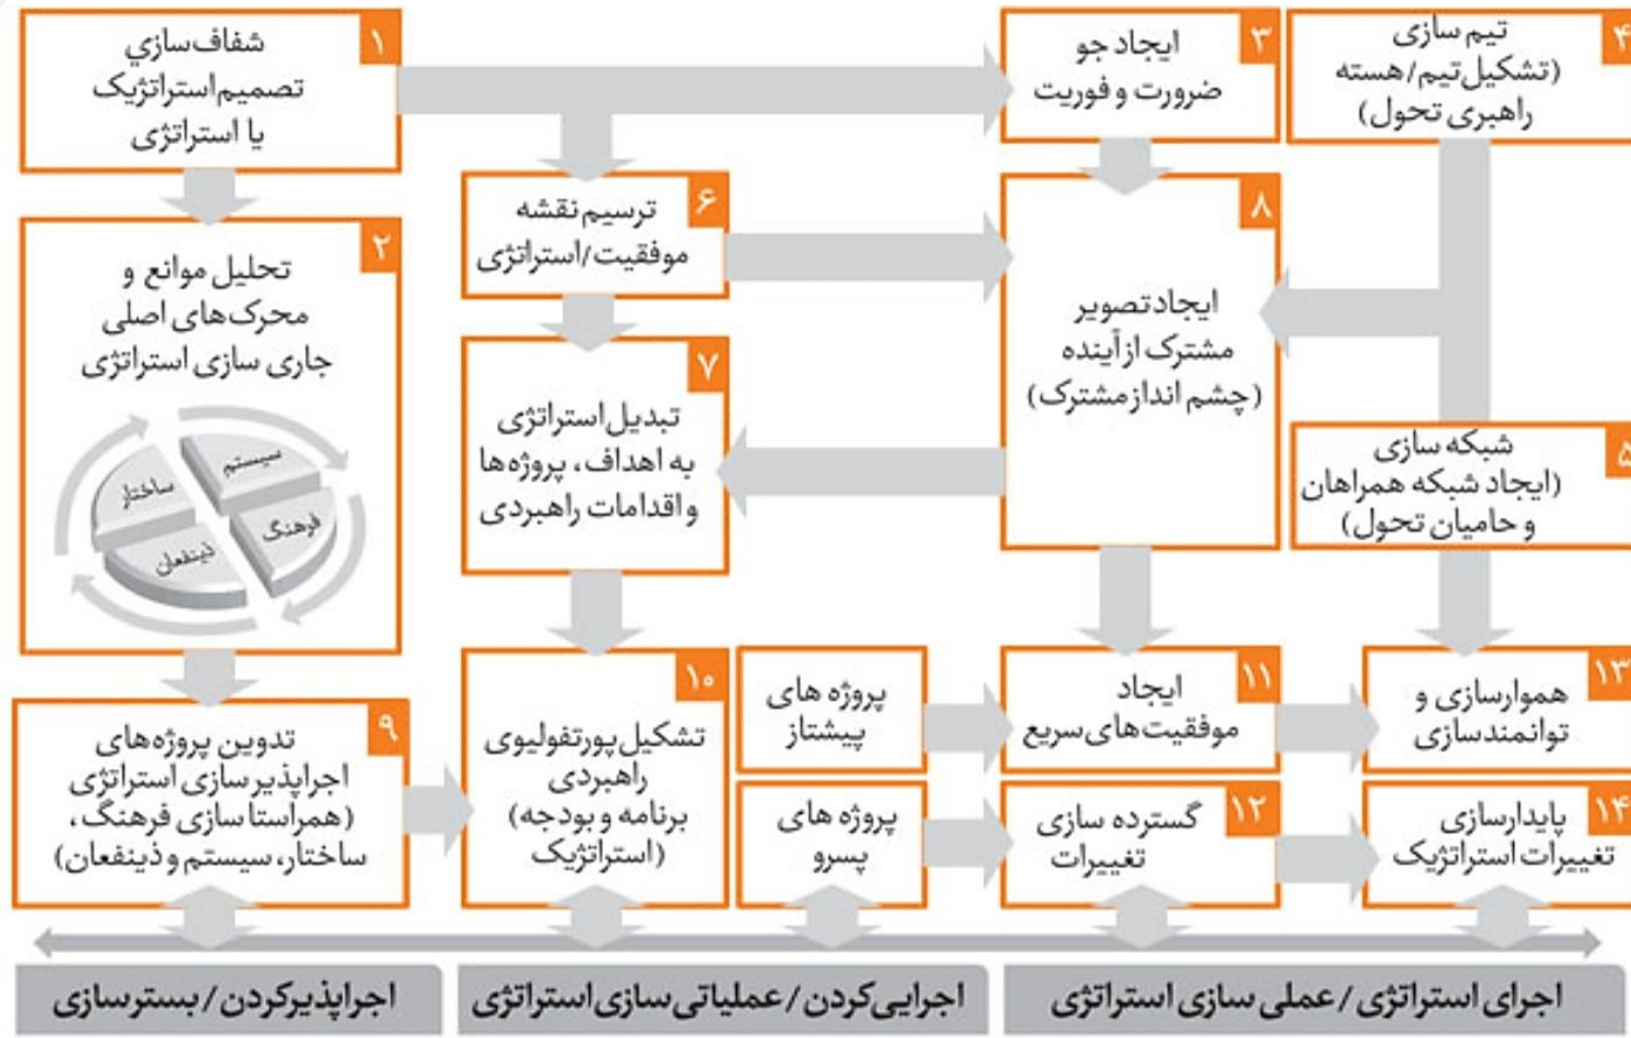 ۱
شفاف‌سازي
تصمیم استراتژیک
یا استراتژی
۲
تحلیل موانع و
محرک‌های اصلی
جاری سازی استراتژی
سیستم
ساختار
فرهنگ
ذینفعان
۳
ایجاد جو
ضرورت و فوریت
۴
تیم سازی
(تشکیل تیم/هسته
راهبری تحول)
۵
شبکه سازی
(ایجاد شبکه همراهان
و حامیان تحول)
۶
ترسیم نقشه
موفقیت/استراتژی
۷
تبدیل استراتژی
به اهداف، پروژه‌ها
و اقدامات راهبردی
۸
ایجاد تصویر
مشترک از آینده
(چشم انداز مشترک)
۹
تدوین پروژه‌های
اجراپذیر سازی استراتژی
(همراستا سازی فرهنگ،
ساختار، سیستم و ذینفعان)
۱۰
تشکیل پورتفولیوی
راهبردی
(برنامه و بودجه
استراتژیک)
پروژه های
پیشتاز
پروژه های
پسرو
۱۱
ایجاد
موفقیت‌های سریع
۱۲
گسترده سازی
تغییرات
۱۳
هموارسازی و
توانمندسازی
۱۴
پایدارسازی
تغییرات استراتژیک
اجراپذیرکردن/بسترسازی
اجرایی‌کردن/عملیاتی سازی استراتژی
اجرای استراتژی/عملی سازی استراتژی